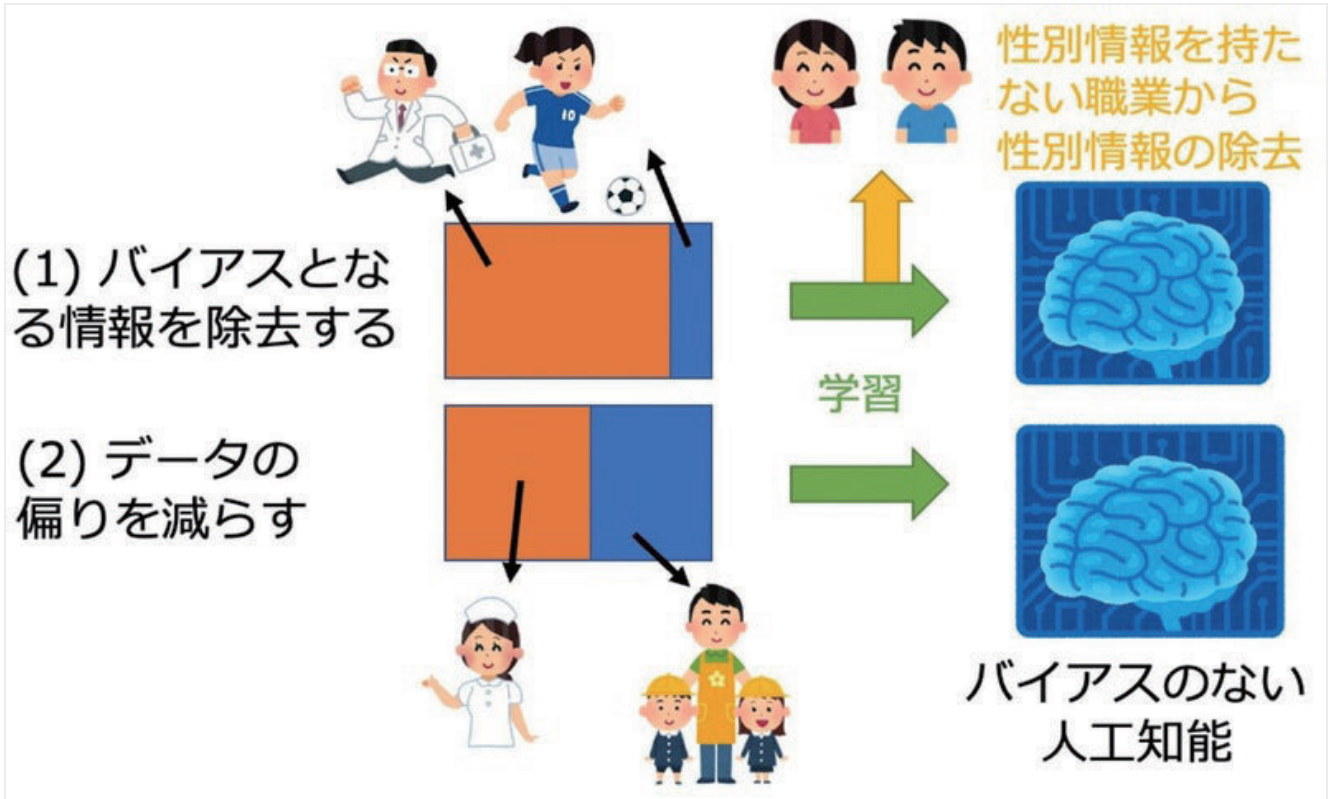 性別情報を持た
ない職業から
性別情報の除去
10
(1) バイアスとな
る情報を除去する
学習
(2) データの
偏りを減らす
バイアスのない
人工知能